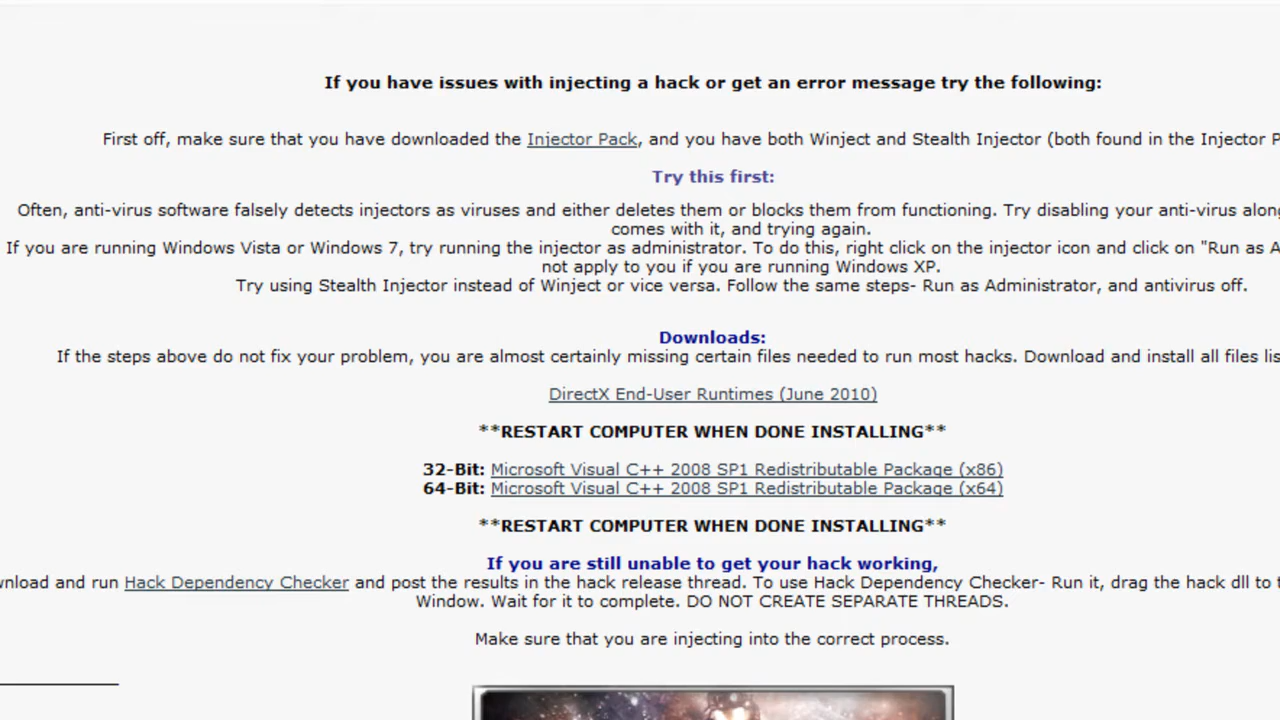 If you have issues with injecting a hack or get an error message try the following:
First off, make sure that you have downloaded the Injector Pack, and you have both Winject and Stealth Injector (both found in the Injector P
Try this first:
Often, anti-virus software falsely detects injectors as viruses and either deletes them or blocks them from functioning. Try disabling your anti-virus alon
comes with it, and trying again.
If you are running Windows Vista or Windows 7, try running the injector as administrator. To do this, right click on the injector icon and click on "Run as A
not apply to you if you are running Windows XP.
Try using Stealth Injector instead of Winject or vice versa. Follow the same steps- Run as Administrator, and antivirus off.
Downloads:
If the steps above do not fix your problem, you are almost certainly missing certain files needed to run most hacks. Download and install all files lis
DirectX End-User Runtimes (June 2010)
**RESTART COMPUTER WHEN DONE INSTALLING**
32-Bit: Microsoft Visual C++ 2008 SP1 Redistributable Package (x86)
64-Bit: Microsoft Visual C++ 2008 SP1 Redistributable Package (x64)
**RESTART COMPUTER WHEN DONE INSTALLING**
If you are still unable to get your hack working,
wnload and run Hack Dependency Checker and post the results in the hack release thread. To use Hack Dependency Checker- Run it, drag the hack dll to t
Window. Wait for it to complete. DO NOT CREATE SEPARATE THREADS.
Make sure that you are injecting into the correct process.